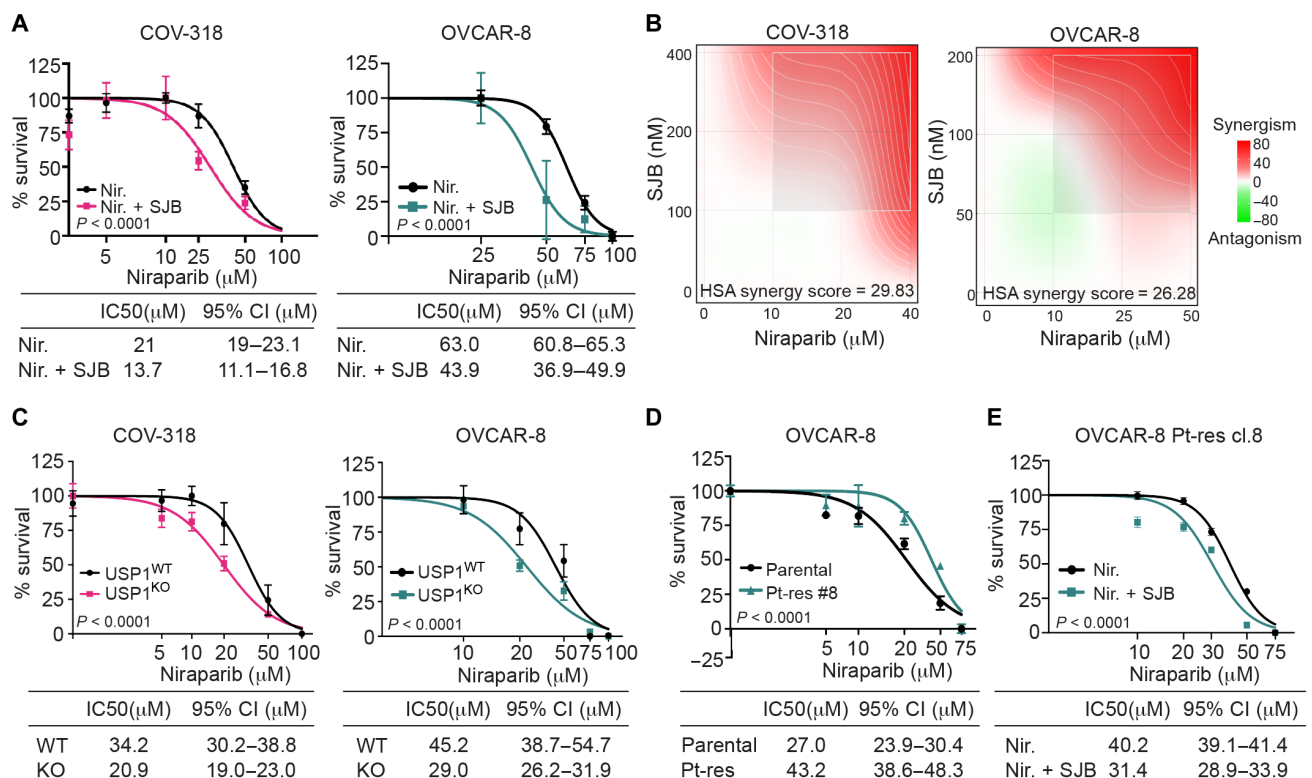 A
COV-318
% survival
125
100
75
50
25
0
Nir.
Nir. + SJB
P < 0.0001
5 10 25 50 100
Niraparib (μM)
IC50(μM) 95% CI (μM)
Nir. 21 19–23.1
Nir. + SJB 13.7 11.1–16.8
OVCAR-8
% survival
125
100
75
50
25
0
Nir.
Nir. + SJB
P < 0.0001
25 50 75 100
Niraparib (μM)
IC50(μM) 95% CI (μM)
Nir. 63.0 60.8–65.3
Nir. + SJB 43.9 36.9–49.9
B
COV-318
SJB (nM)
400
200
100
0
HSA synergy score = 29.83
0 10 20 40
Niraparib (μM)
OVCAR-8
SJB (nM)
200
100
50
0
HSA synergy score = 26.28
0 10 25 50
Niraparib (μM)
Synergism
80
40
0
−40
−80
Antagonism
C
COV-318
% survival
125
100
75
50
25
0
USP1WT
USP1KO
P < 0.0001
5 10 20 50 100
Niraparib (μM)
IC50(μM) 95% CI (μM)
WT 34.2 30.2–38.8
KO 20.9 19.0–23.0
OVCAR-8
% survival
125
100
75
50
25
0
USP1WT
USP1KO
P < 0.0001
10 20 50 75 100
Niraparib (μM)
IC50(μM) 95% CI (μM)
WT 45.2 38.7–54.7
KO 29.0 26.2–31.9
D
OVCAR-8
% survival
125
100
75
50
25
0
−25
Parental
Pt-res #8
P < 0.0001
5 10 20 50 75
Niraparib (μM)
IC50(μM) 95% CI (μM)
Parental 27.0 23.9–30.4
Pt-res 43.2 38.6–48.3
E
OVCAR-8 Pt-res cl.8
% survival
125
100
75
50
25
0
Nir.
Nir. + SJB
P < 0.0001
10 20 30 50 75
Niraparib (μM)
IC50(μM) 95% CI (μM)
Nir. 40.2 39.1–41.4
Nir. + SJB 31.4 28.9–33.9